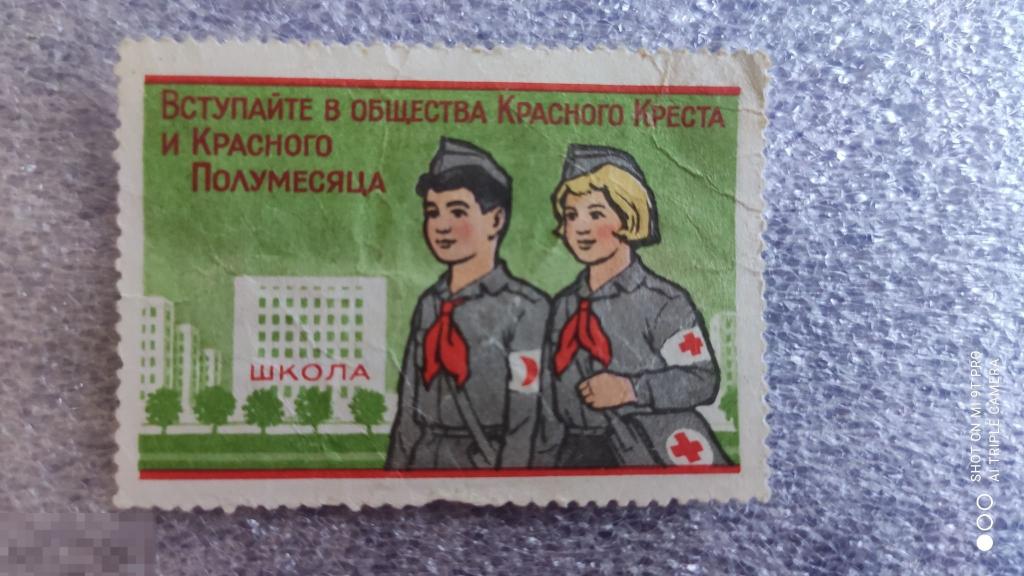 Вступайте в общества Красного Креста
и Красного
Полумесяца
ШКОЛА
SHOT ON MI 9T PRO
AI TRIPLE CAMERA